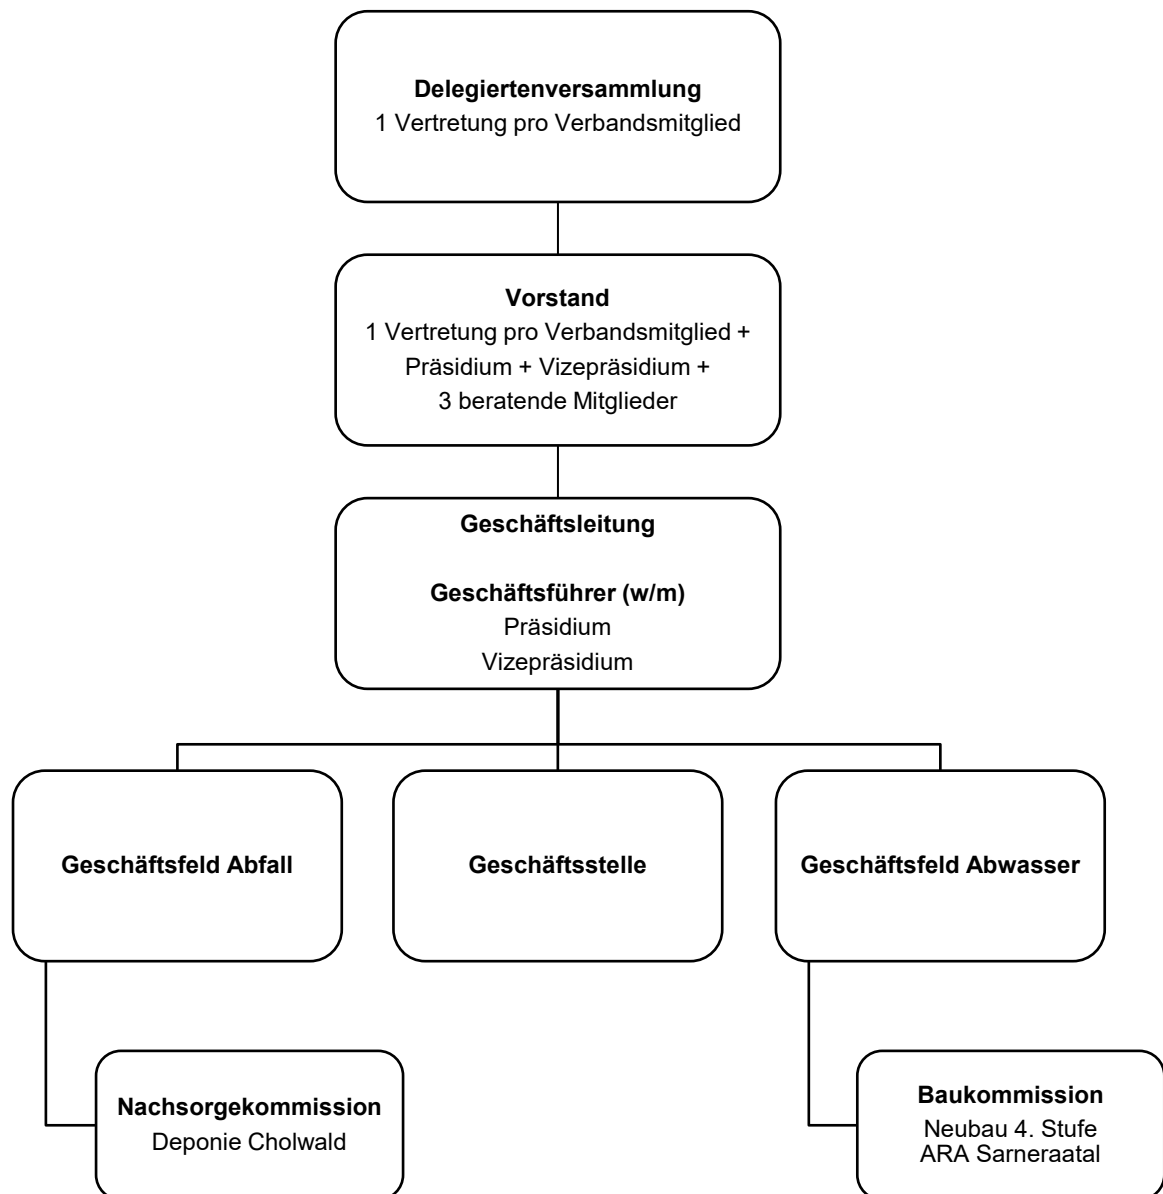 Delegiertenversammlung
1 Vertretung pro Verbandsmitglied
Vorstand
1 Vertretung pro Verbandsmitglied +
Präsidium + Vizepräsidium +
3 beratende Mitglieder
Geschäftsleitung
Geschäftsführer (w/m)
Präsidium
Vizepräsidium
Geschäftsfeld Abfall
Geschäftsstelle
Geschäftsfeld Abwasser
Nachsorgekommission
Deponie Cholwald
Baukommission
Neubau 4. Stufe
ARA Sarneraatal